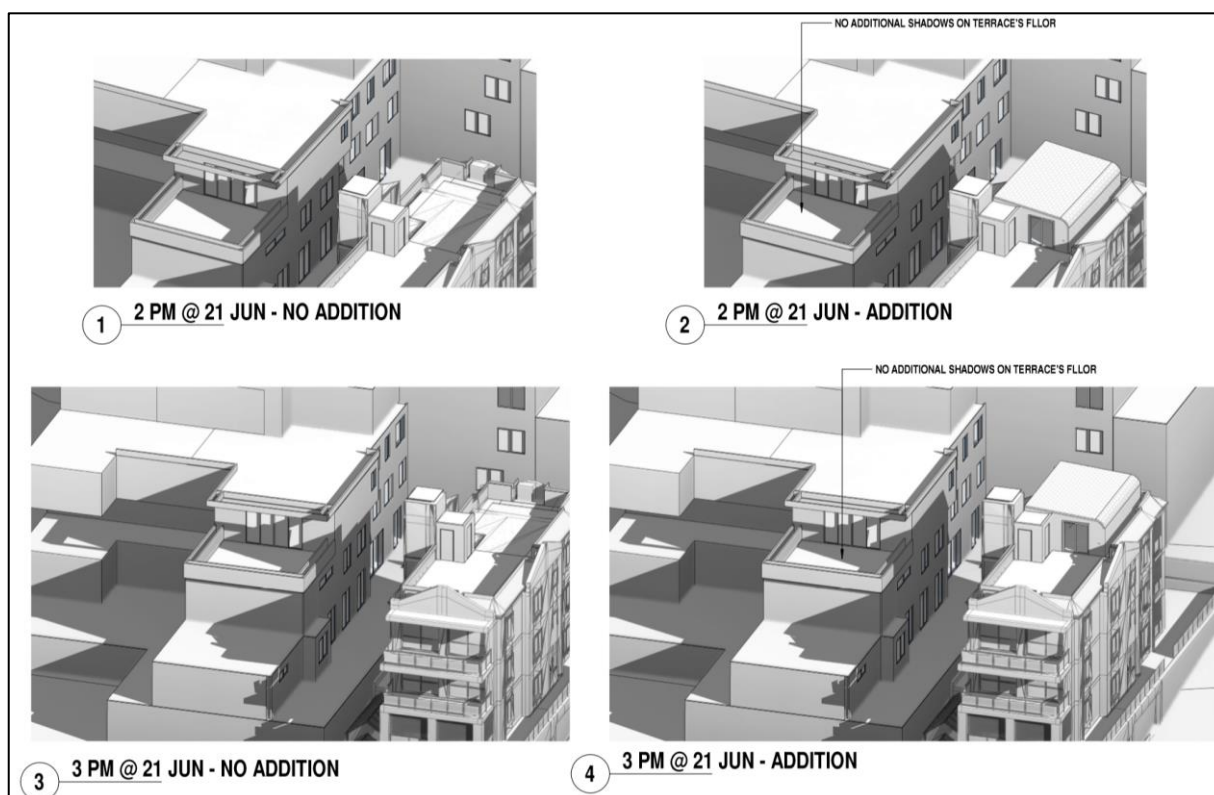 NO ADDITIONAL SHADOWS ON TERRACE'S FLLOR
1 2 PM @ 21 JUN - NO ADDITION
2 2 PM @ 21 JUN - ADDITION
NO ADDITIONAL SHADOWS ON TERRACE'S FLLOR
3 3 PM @ 21 JUN - NO ADDITION
4 3 PM @ 21 JUN - ADDITION